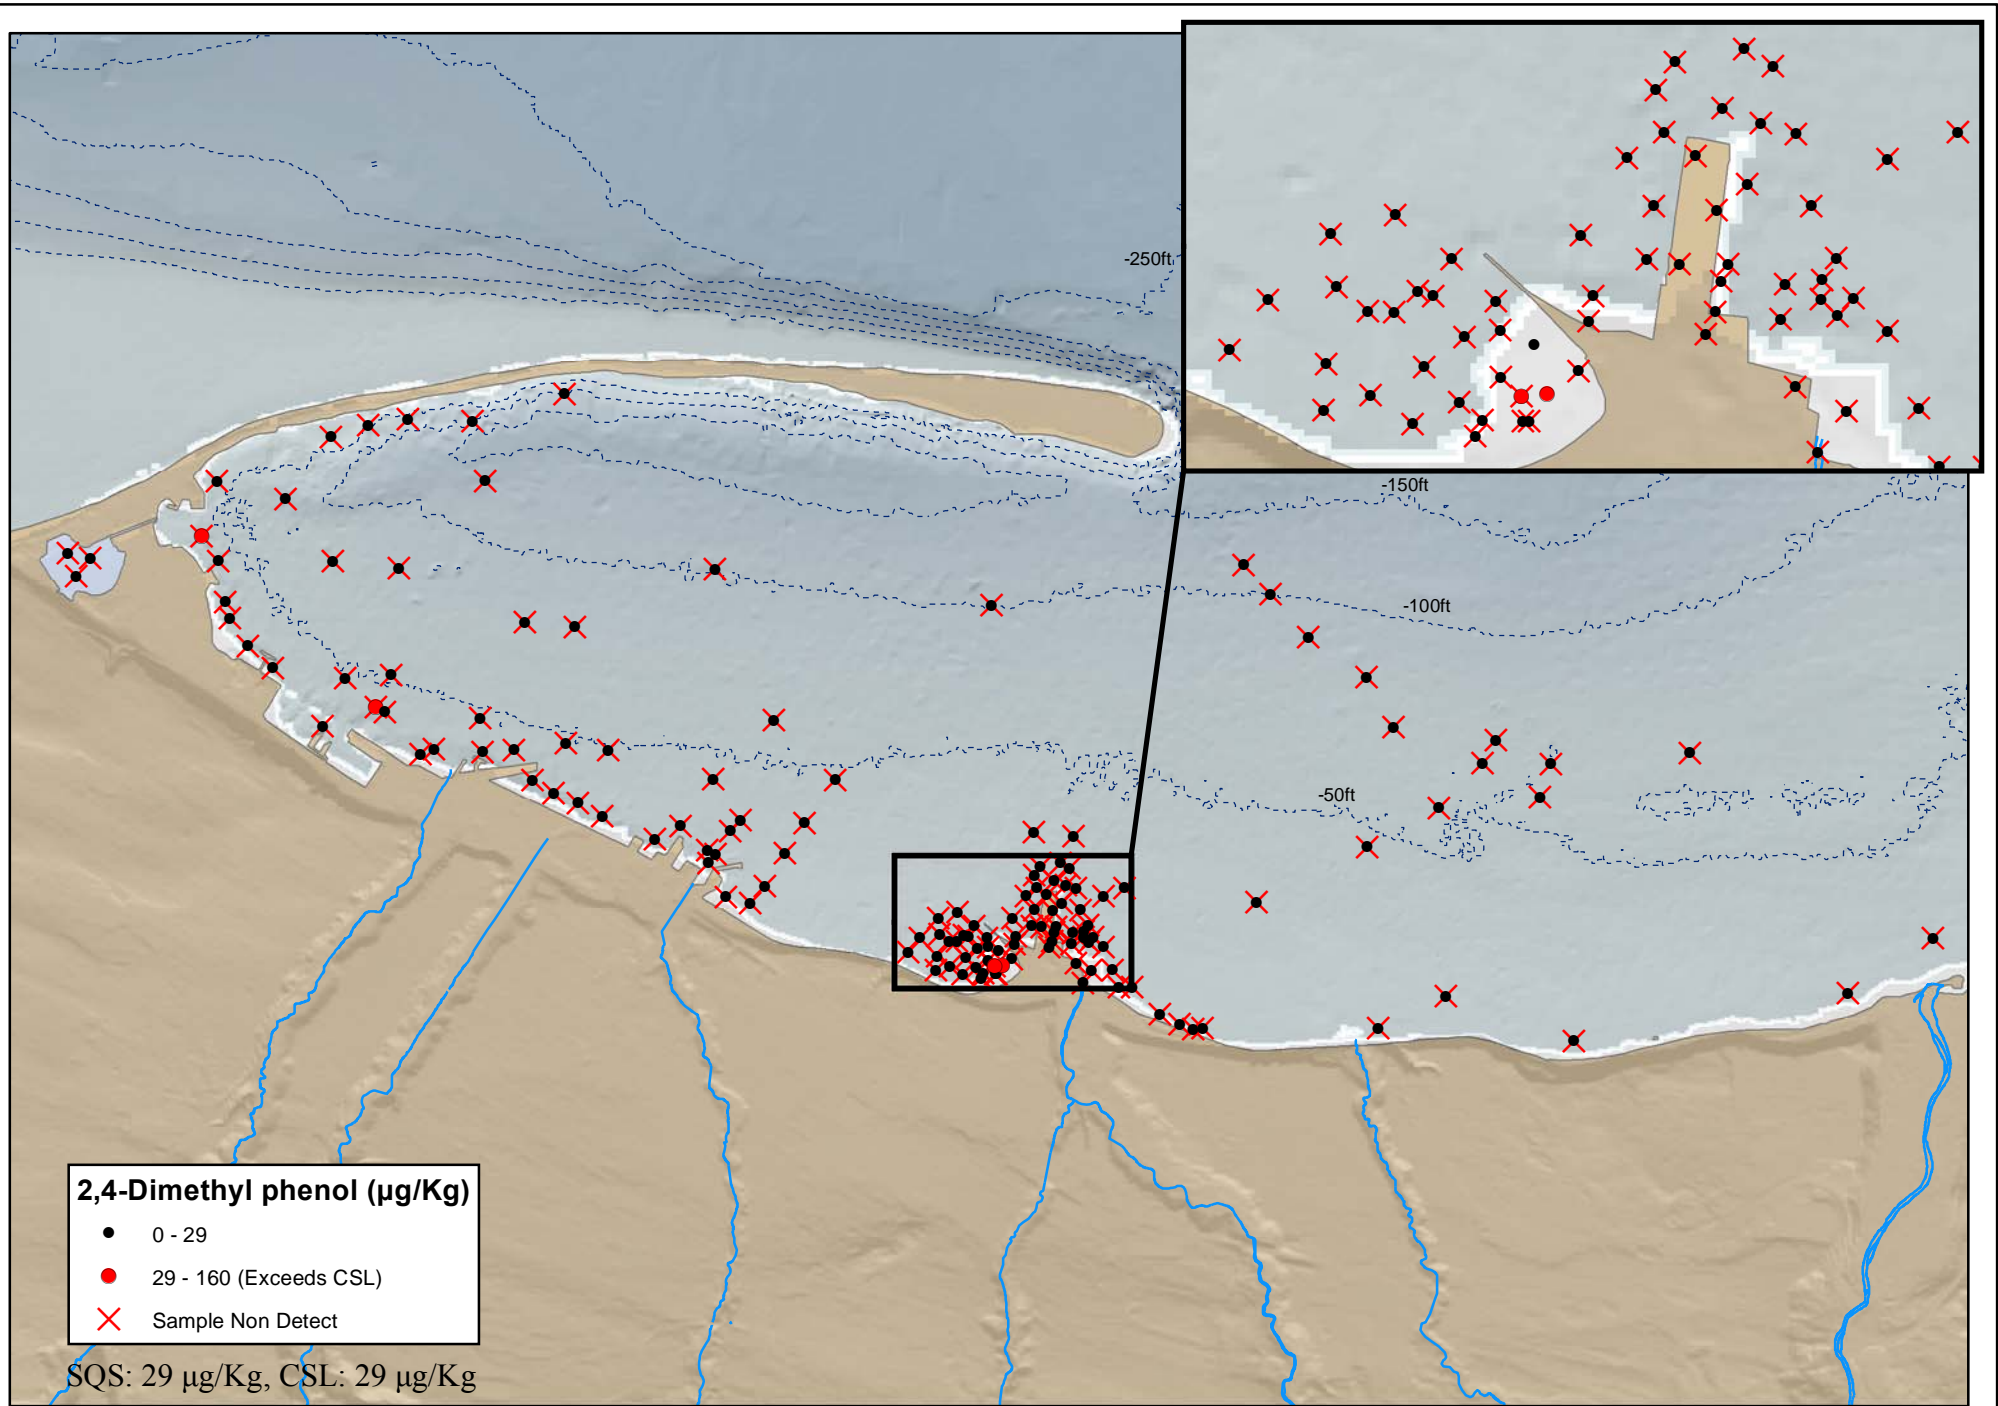 -250ft
-150ft
-100ft
-50ft
2,4-Dimethyl phenol (µg/Kg)
0 - 29
29 - 160 (Exceeds CSL)
Sample Non Detect
SQS: 29 µg/Kg, CSL: 29 µg/Kg